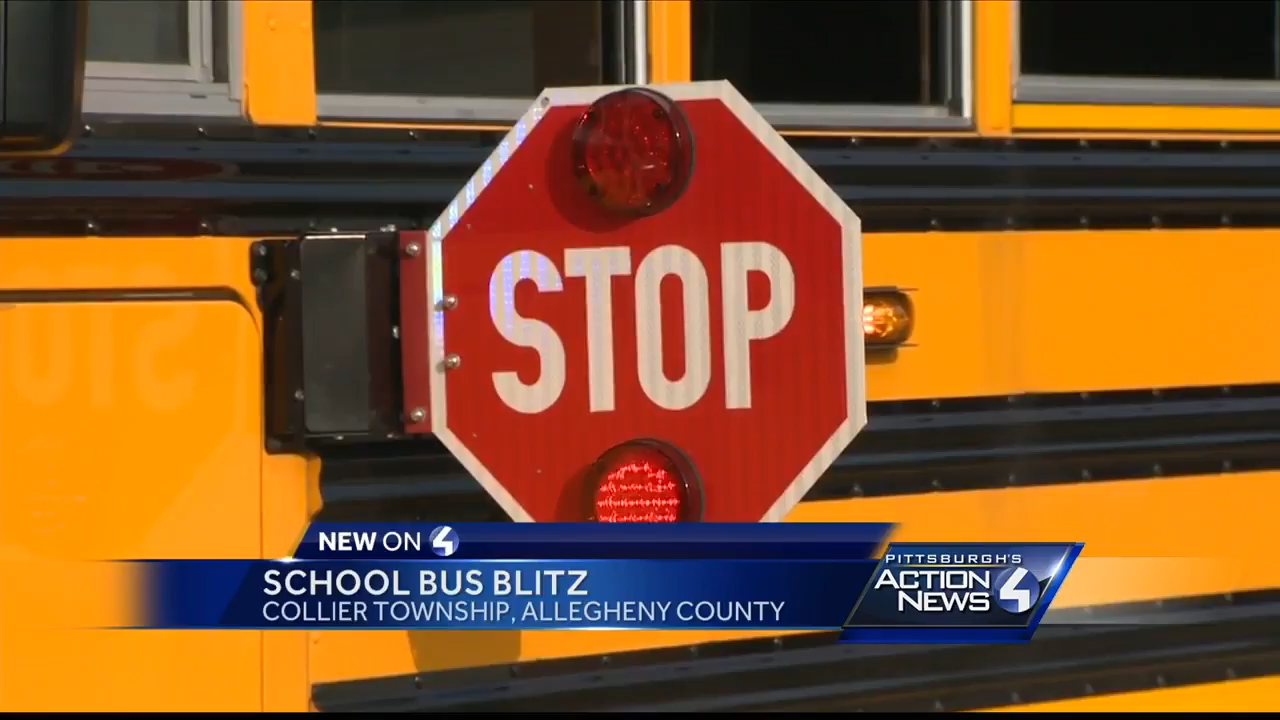 STOP
NEW ON 4
SCHOOL BUS BLITZ
COLLIER TOWNSHIP, ALLEGHENY COUNTY
PITTSBURGH'S
ACTION
NEWS 4